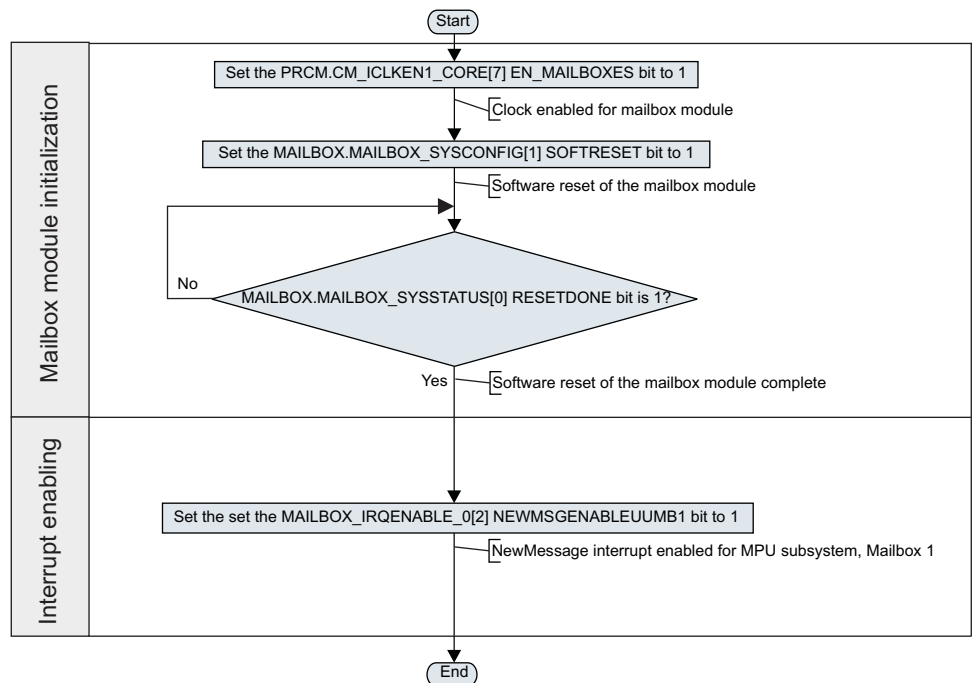 Start
Mailbox module initialization
Set the PRCM.CM_ICLKEN1_CORE[7] EN_MAILBOXES bit to 1
Clock enabled for mailbox module
Set the MAILBOX.MAILBOX_SYSCONFIG[1] SOFTRESET bit to 1
Software reset of the mailbox module
No
MAILBOX.MAILBOX_SYSSTATUS[0] RESETDONE bit is 1?
Yes
Software reset of the mailbox module complete
Interrupt enabling
Set the set the MAILBOX_IRQENABLE_0[2] NEWMSGENABLEUUMB1 bit to 1
NewMessage interrupt enabled for MPU subsystem, Mailbox 1
End